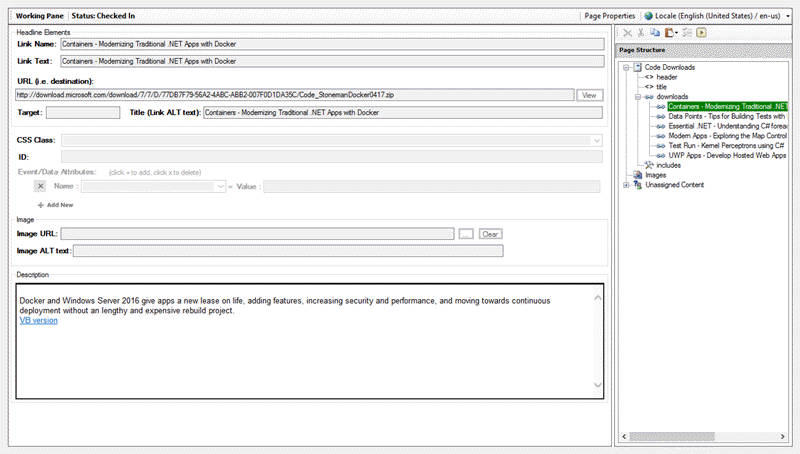 Working Pane Status: Checked In Page Properties Locale (English (United States) / en-us)
Headline Elements
Link Name: Containers - Modernizing Traditional .NET Apps with Docker
Link Text: Containers - Modernizing Traditional .NET Apps with Docker
URL (i.e. destination):
http://download.microsoft.com/download/7/7/D/77DB7F79-56A2-4ABC-ABB2-007F0D1DA35C/Code_StonemanDocker0417.zip View
Target: Title (Link ALT text): Containers - Modernizing Traditional .NET Apps with Docker
CSS Class:
ID:
Event/Data Attributes: (click + to add, click x to delete)
Name : = Value :
+ Add New
Image
Image URL: ... Clear
Image ALT text:
Description
Docker and Windows Server 2016 give apps a new lease on life, adding features, increasing security and performance, and moving towards continuous
deployment without an lengthy and expensive rebuild project.
VB version
Page Structure
Code Downloads
header
title
downloads
Containers - Modernizing Traditional .NET
Data Points - Tips for Building Tests with
Essential .NET - Understanding C# foreac
Modern Apps - Exploring the Map Control
Test Run - Kernel Perceptrons using C#
UWP Apps - Develop Hosted Web Apps
includes
Images
Unassigned Content